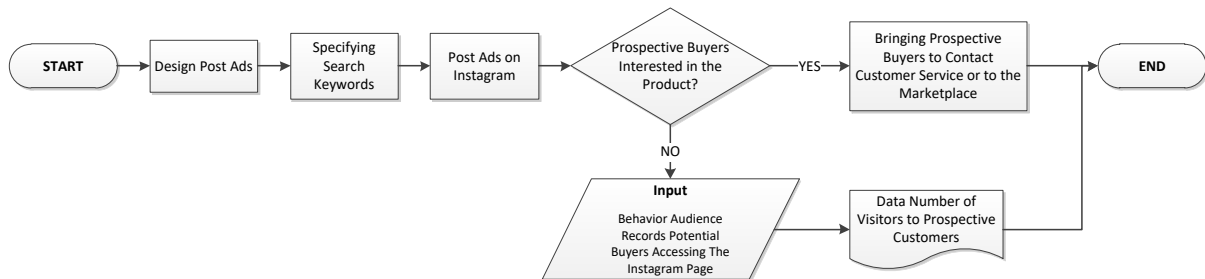 START
Design Post Ads
Specifying
Search
Keywords
Post Ads on
Instagram
Prospective Buyers
Interested in the
Product?
YES
Bringing Prospective
Buyers to Contact
Customer Service or to the
Marketplace
END
NO
Input
Behavior Audience
Records Potential
Buyers Accessing The
Instagram Page
Data Number of
Visitors to Prospective
Customers